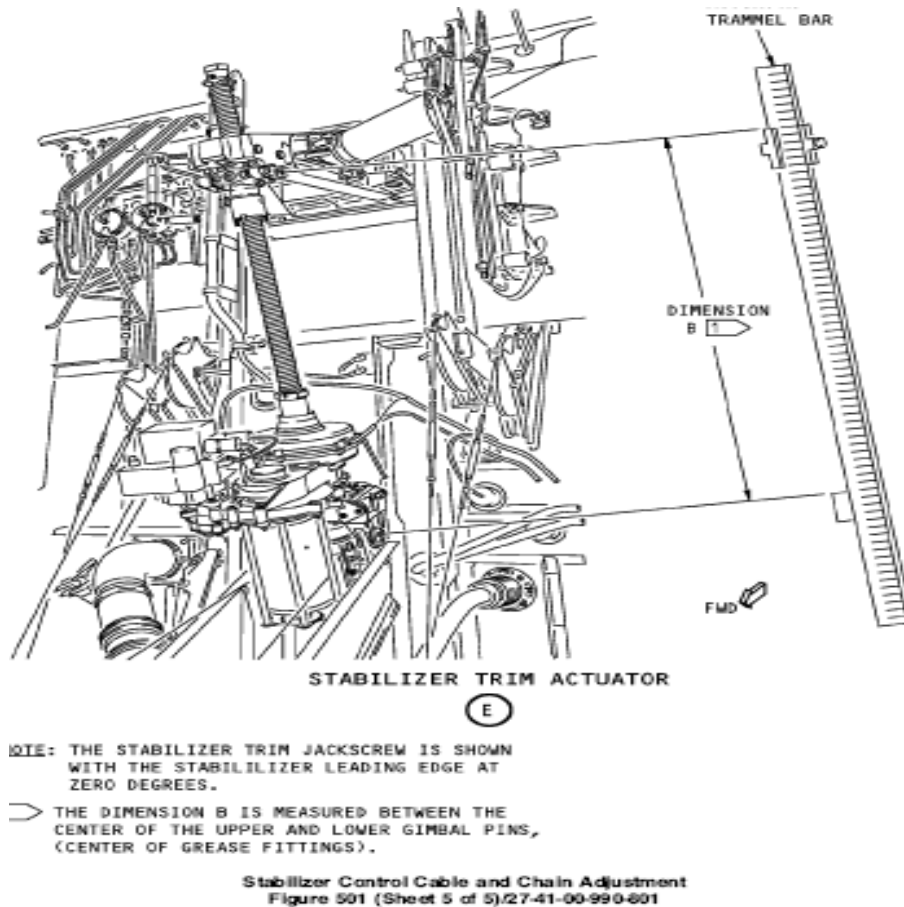 TRAMMEL BAR
DIMENSION
B 1
FWD
STABILIZER TRIM ACTUATOR
E
OTE: THE STABILIZER TRIM JACKSCREW IS SHOWN
WITH THE STABILILIZER LEADING EDGE AT
ZERO DEGREES.
THE DIMENSION B IS MEASURED BETWEEN THE
CENTER OF THE UPPER AND LOWER GIMBAL PINS,
(CENTER OF GREASE FITTINGS).
Stabilizer Control Cable and Chain Adjustment
Figure 501 (Sheet 5 of 5)/27-41-00-990-801